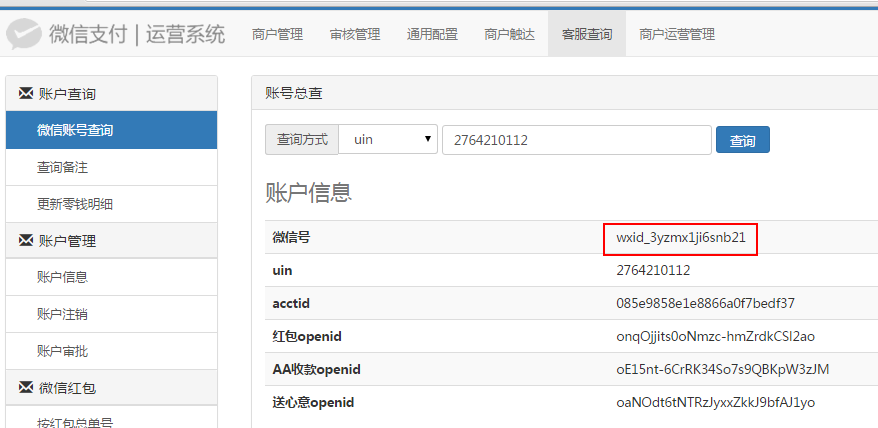 微信支付 | 运营系统
商户管理 审核管理 通用配置 商户触达 客服查询 商户运营管理
账户查询
微信账号查询
查询备注
更新零钱明细
账户管理
账户信息
账户注销
账户审批
微信红包
按红包总单号
账号总查
查询方式 uin 2764210112 查询
账户信息
微信号 wxid_3yzmx1ji6snb21
uin 2764210112
acctid 085e9858e1e8866a0f7bedf37
红包openid onqOjjits0oNmzc-hmZrdkCSl2ao
AA收款openid oE15nt-6CrRK34So7s9QBKpW3zJM
送心意openid oaNOdt6tNTRzJyxxZkkJ9bfAJ1yo